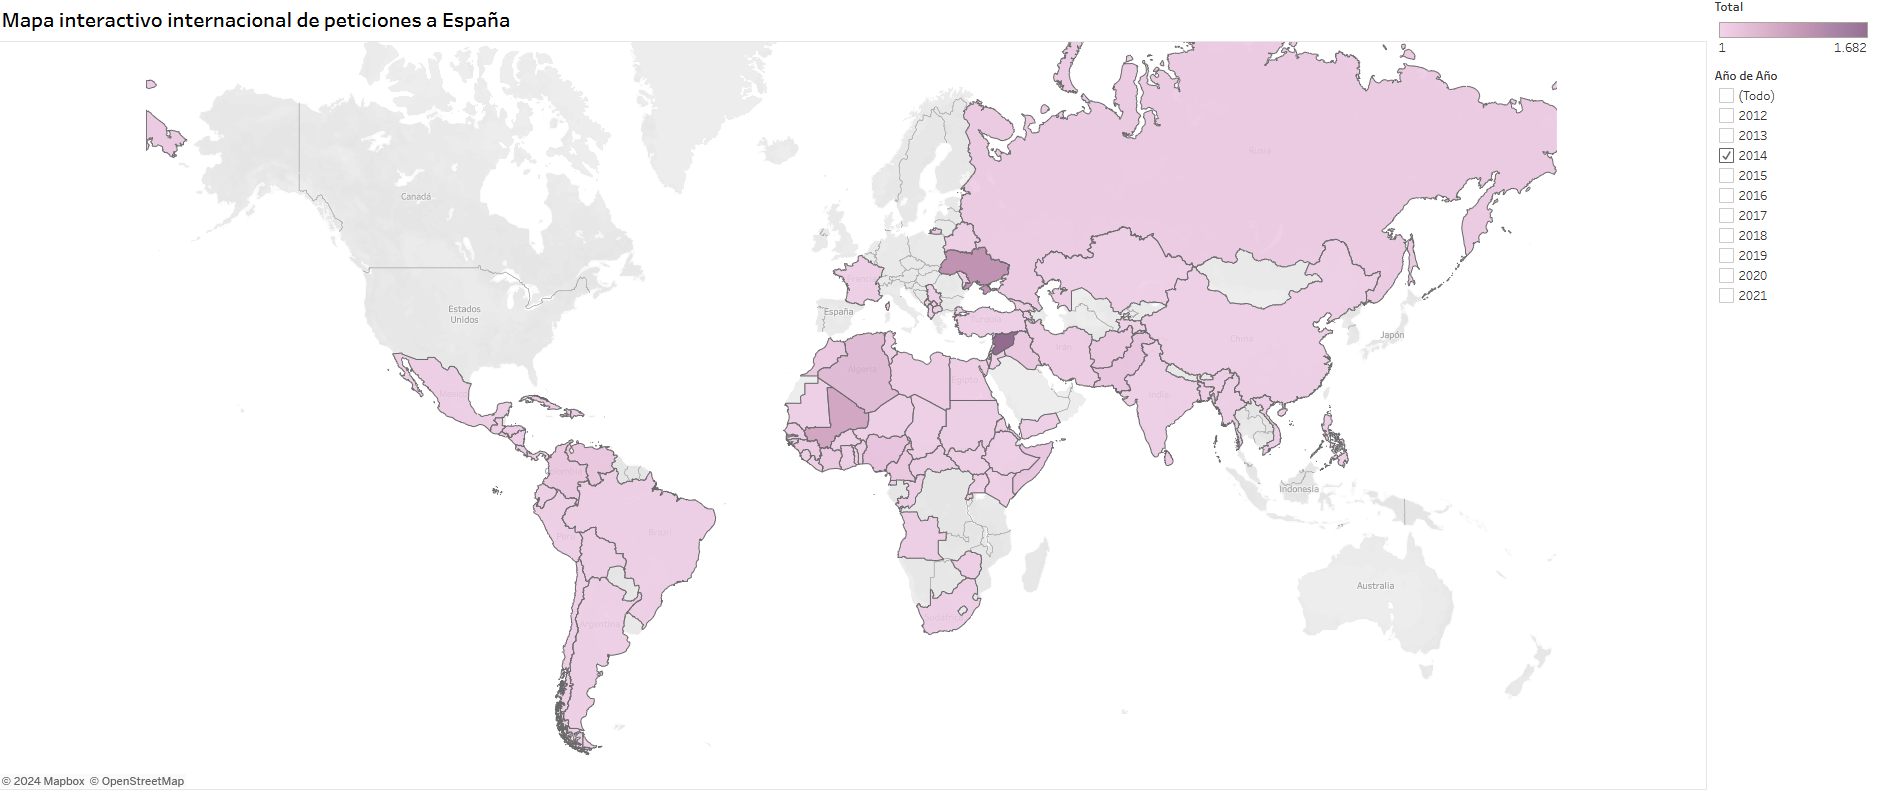 Mapa interactivo internacional de peticiones a España
Total
1
1.682
Año de Año
(Todo)
2012
2013
2014
2015
2016
2017
2018
2019
2020
2021
Rusia
Canadá
Francia
Estados
Unidos
España
Japón
China
Irán
Argelia
Egipto
India
México
Indonesia
Brasil
Perú
Australia
Argentina
Sudáfrica
© 2024 Mapbox © OpenStreetMap